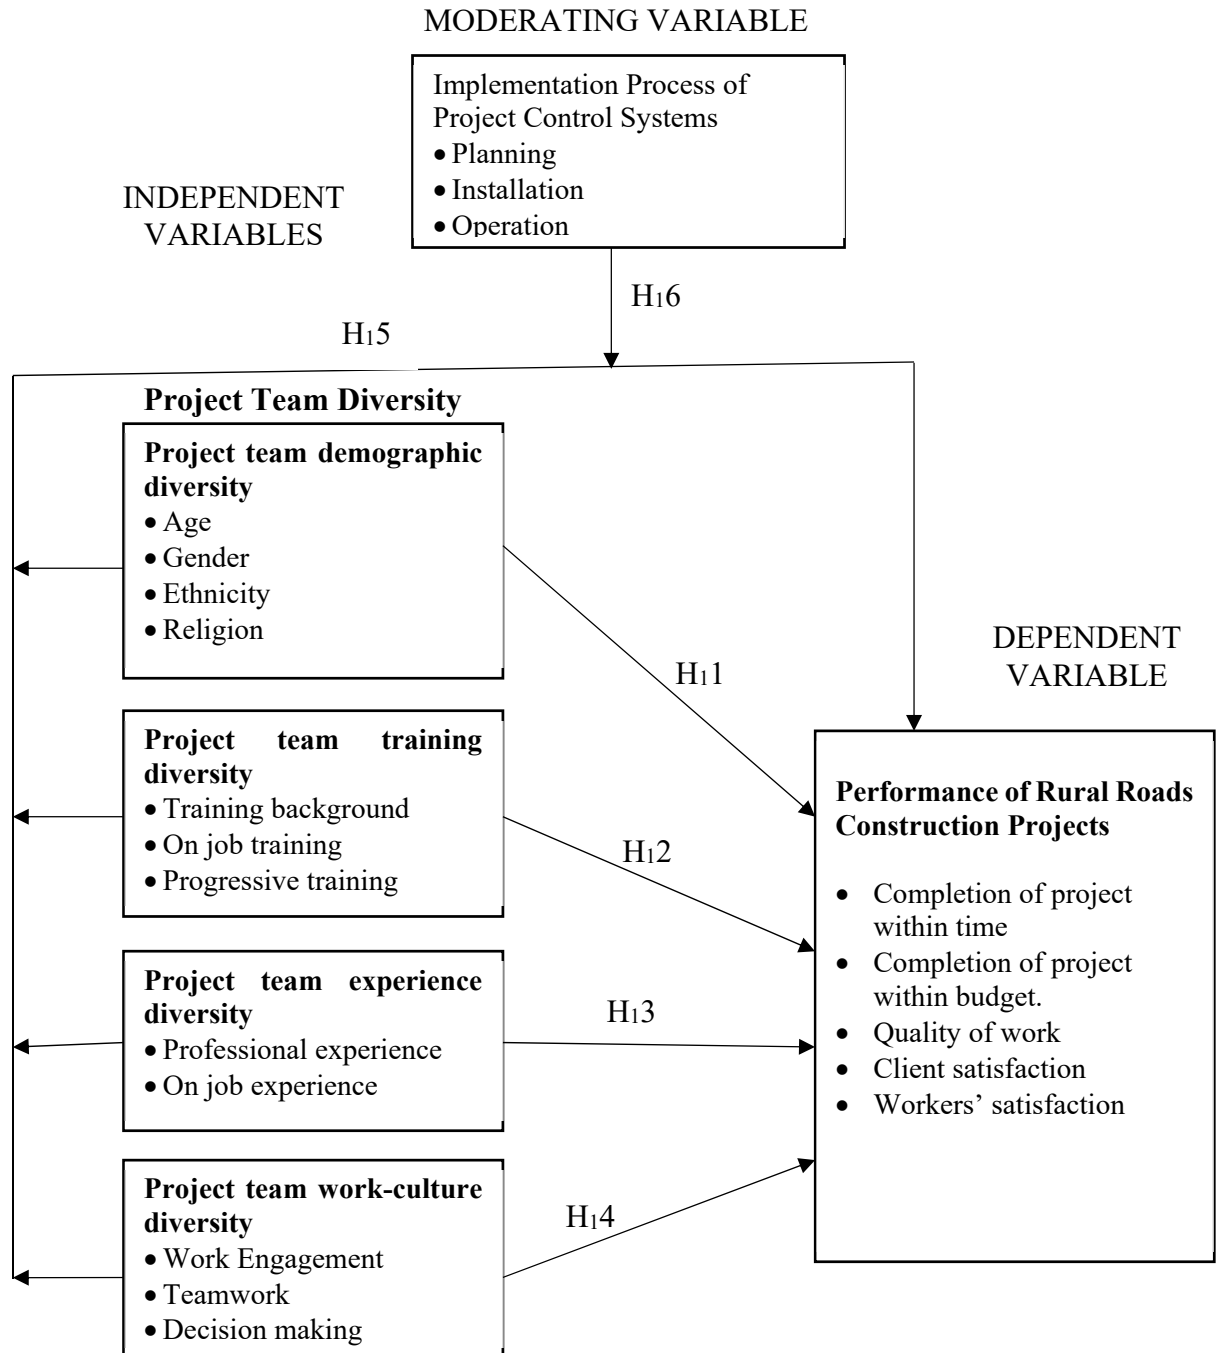 MODERATING VARIABLE
Implementation Process of
Project Control Systems
• Planning
• Installation
• Operation
INDEPENDENT
VARIABLES
H₁6
H₁5
Project Team Diversity
Project team demographic
diversity
• Age
• Gender
• Ethnicity
• Religion
H₁1
DEPENDENT
VARIABLE
Project team training
diversity
• Training background
• On job training
• Progressive training
H₁2
Performance of Rural Roads
Construction Projects
• Completion of project
within time
• Completion of project
within budget.
• Quality of work
• Client satisfaction
• Workers’ satisfaction
Project team experience
diversity
• Professional experience
• On job experience
H₁3
Project team work-culture
diversity
• Work Engagement
• Teamwork
• Decision making
H₁4